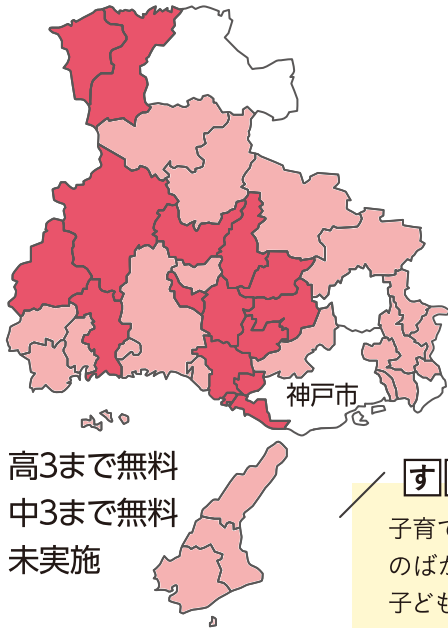 神戸市
高3まで無料
中3まで無料
未実施
す
子育て
のばか
子ども